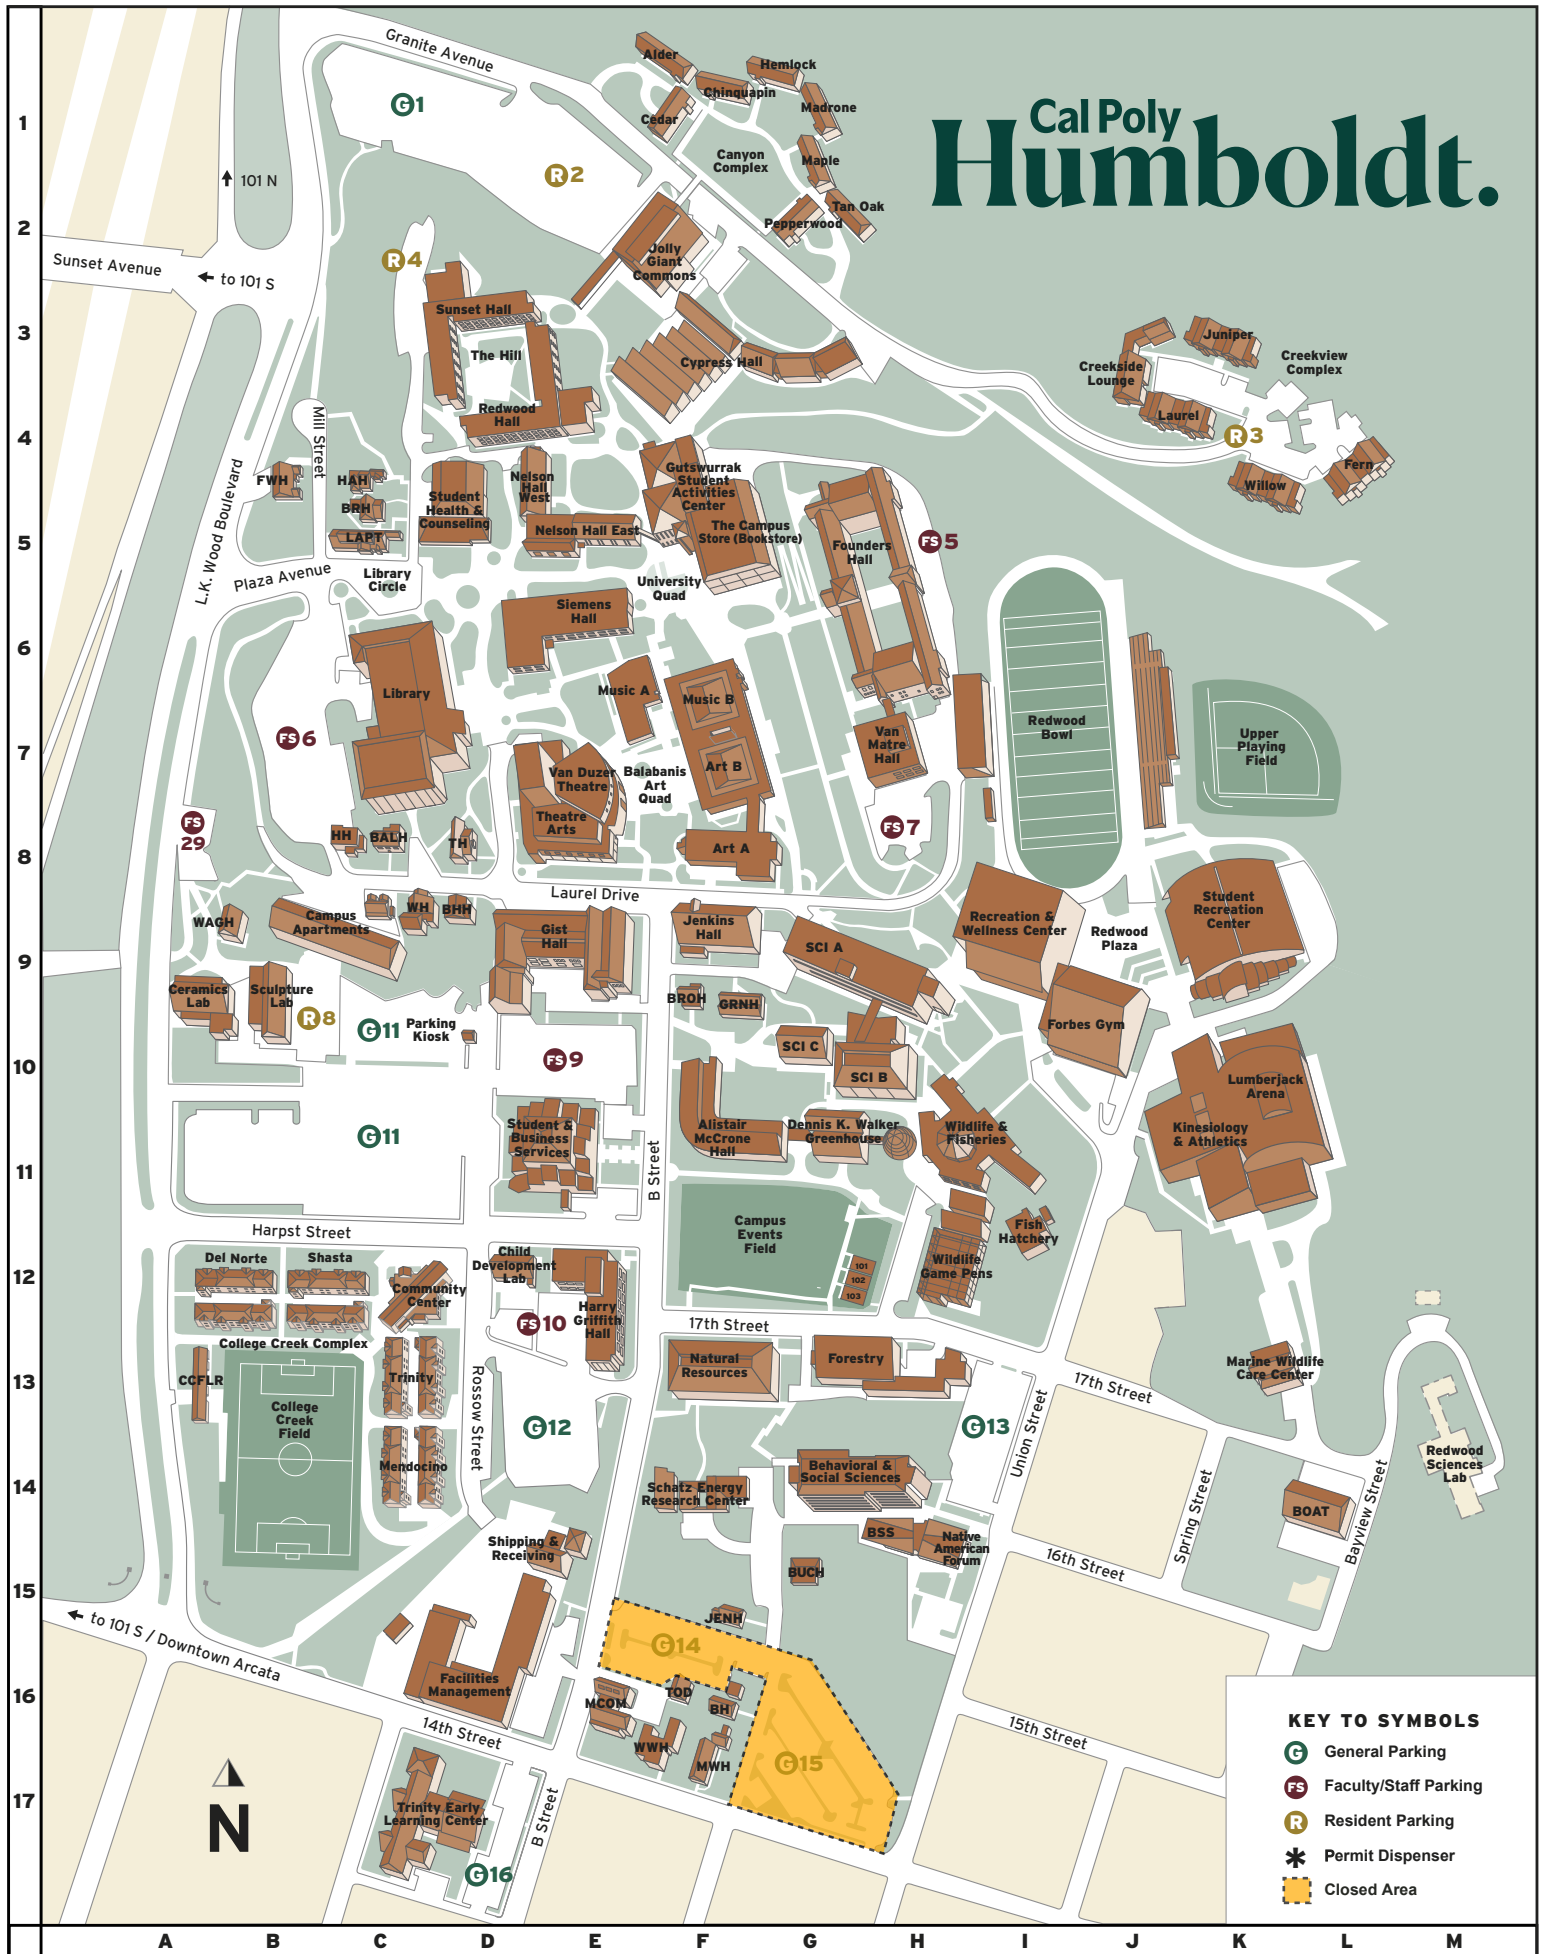 Cal Poly
Humboldt.
Granite Avenue
G1
R2
R4
101 N
Sunset Avenue
to 101 S
Alder
Hemlock
Chinquapin
Cedar
Madrone
Canyon
Complex
Maple
Tan Oak
Pepperwood
Jolly
Giant
Commons
Sunset Hall
The Hill
Redwood
Hall
Cypress Hall
Juniper
Creekside
Lounge
Creekview
Complex
Laurel
R3
Fern
Willow
Mill Street
L.K. Wood Boulevard
Plaza Avenue
FWH
HAH
BRH
LAPT
Library
Circle
Student
Health &
Counseling
Nelson
Hall
West
Nelson Hall East
Gutswurrak
Student
Activities
Center
The Campus
Store (Bookstore)
Founders
Hall
FS5
University
Quad
Siemens
Hall
Library
FS6
Music A
Music B
Art B
Van
Matre
Hall
Redwood
Bowl
Upper
Playing
Field
Van Duzer
Theatre
Theatre
Arts
Balabanis
Art
Quad
Art A
FS7
FS
29
HH
BALH
TH
Laurel Drive
WAGH
Campus
Apartments
WH
BHH
Gist
Hall
Jenkins
Hall
SCI A
Recreation &
Wellness Center
Redwood
Plaza
Student
Recreation
Center
Ceramics
Lab
Sculpture
Lab
R8
G11
Parking
Kiosk
FS9
BROH
GRNH
SCI C
SCI B
Forbes Gym
Lumberjack
Arena
Kinesiology
& Athletics
G11
Student &
Business
Services
B Street
Alistair
McCrone
Hall
Dennis K. Walker
Greenhouse
Wildlife &
Fisheries
Harpst Street
Campus
Events
Field
101
102
103
Fish
Hatchery
Wildlife
Game Pens
Del Norte
Shasta
Community
Center
College Creek Complex
Child
Development
Lab
FS10
Harry
Griffith
Hall
17th Street
CCFLR
College
Creek
Field
Trinity
Mendocino
Rossow Street
G12
Natural
Resources
Forestry
G13
Union Street
17th Street
Marine Wildlife
Care Center
Redwood
Sciences
Lab
Schatz Energy
Research Center
Behavioral &
Social Sciences
BSS
Native
American
Forum
BUCH
Spring Street
BOAT
Bayview Street
16th Street
Shipping &
Receiving
to 101 S / Downtown Arcata
Facilities
Management
JENH
G14
MCOM
TOD
BH
WWH
MWH
G15
14th Street
15th Street
Trinity Early
Learning Center
B Street
G16
N
KEY TO SYMBOLS
G General Parking
FS Faculty/Staff Parking
R Resident Parking
* Permit Dispenser
Closed Area
1
2
3
4
5
6
7
8
9
10
11
12
13
14
15
16
17
A B C D E F G H I J K L M